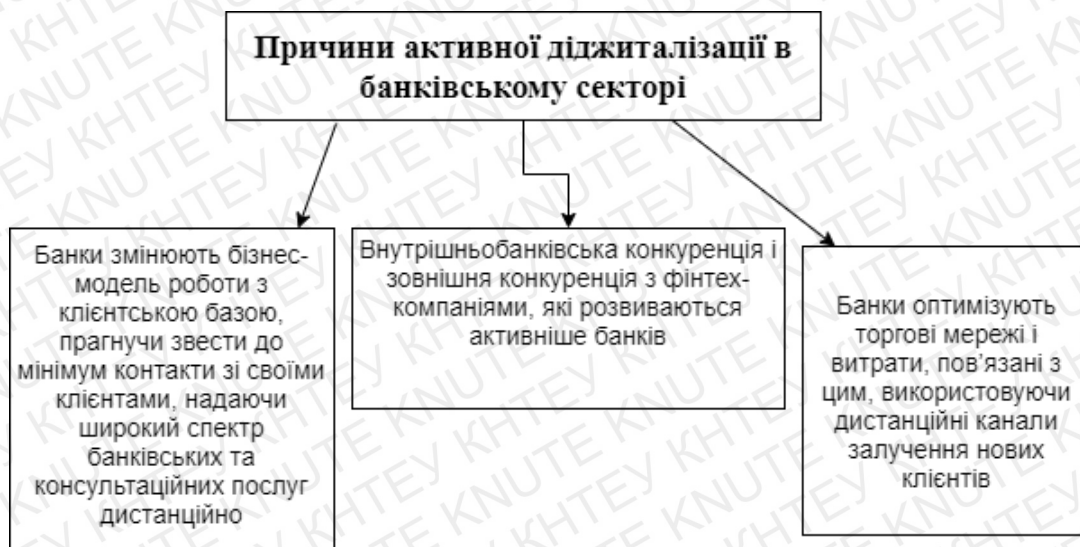 Причини активної діджиталізації в
банківському секторі
Банки змінюють бізнес-
модель роботи з
клієнтською базою,
прагнучи звести до
мінімум контакти зі своїми
клієнтами, надаючи
широкий спектр
банківських та
консультаційних послуг
дистанційно
Внутрішньобанківська конкуренція і
зовнішня конкуренція з фінтех-
компаніями, які розвиваються
активніше банків
Банки оптимізують
торгові мережі і
витрати, пов’язані з
цим, використовуючи
дистанційні канали
залучення нових
клієнтів